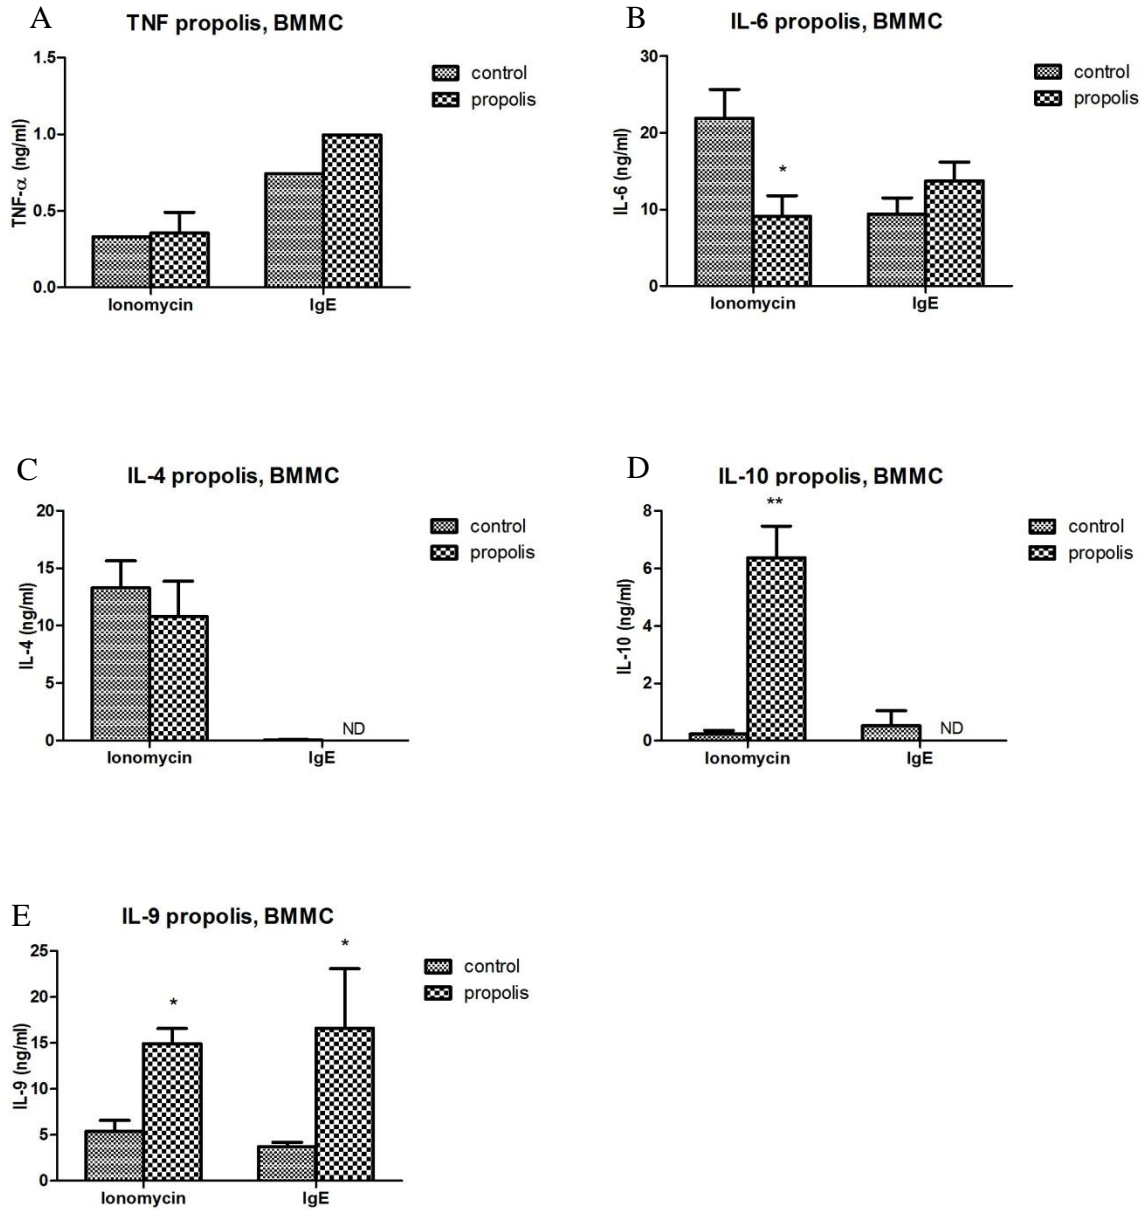 A
TNF propolis, BMMC
1.5
1.0
0.5
0.0
TNF-α (ng/ml)
Ionomycin
IgE
control
propolis
B
IL-6 propolis, BMMC
30
20
10
0
IL-6 (ng/ml)
*
Ionomycin
IgE
control
propolis
C
IL-4 propolis, BMMC
20
15
10
5
0
IL-4 (ng/ml)
ND
Ionomycin
IgE
control
propolis
D
IL-10 propolis, BMMC
8
6
4
2
0
IL-10 (ng/ml)
**
ND
Ionomycin
IgE
control
propolis
E
IL-9 propolis, BMMC
25
20
15
10
5
0
IL-9 (ng/ml)
*
*
Ionomycin
IgE
control
propolis